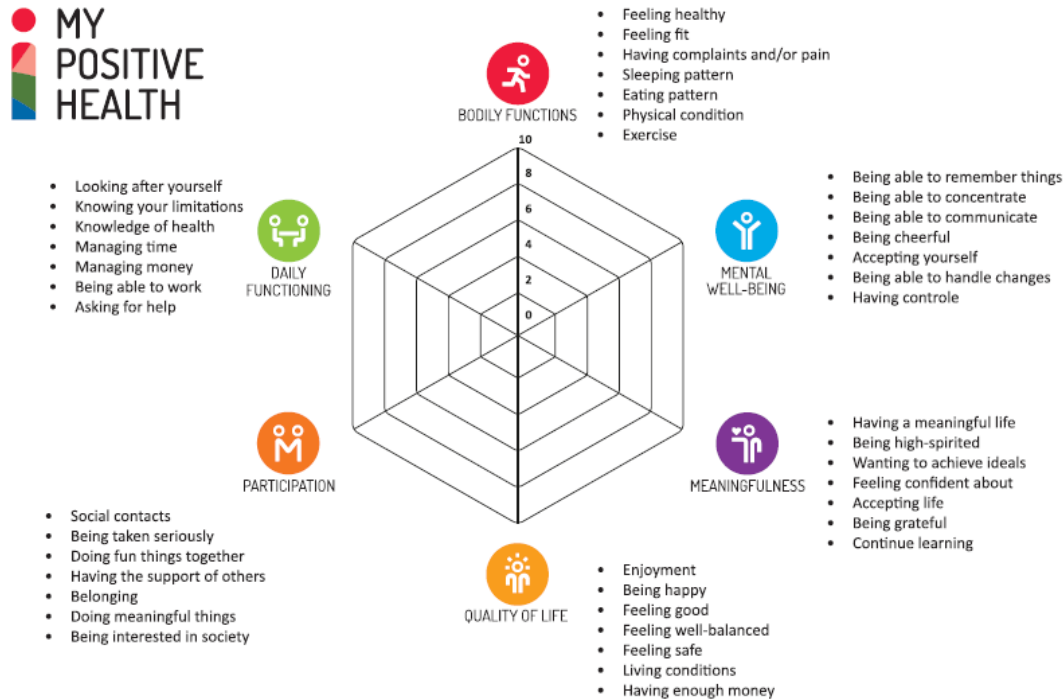 MY
POSITIVE
HEALTH
BODILY FUNCTIONS
• Feeling healthy
• Feeling fit
• Having complaints and/or pain
• Sleeping pattern
• Eating pattern
• Physical condition
• Exercise
10
8
6
4
2
0
MENTAL
WELL-BEING
• Being able to remember things
• Being able to concentrate
• Being able to communicate
• Being cheerful
• Accepting yourself
• Being able to handle changes
• Having controle
MEANINGFULNESS
• Having a meaningful life
• Being high-spirited
• Wanting to achieve ideals
• Feeling confident about
• Accepting life
• Being grateful
• Continue learning
QUALITY OF LIFE
• Enjoyment
• Being happy
• Feeling good
• Feeling well-balanced
• Feeling safe
• Living conditions
• Having enough money
PARTICIPATION
• Social contacts
• Being taken seriously
• Doing fun things together
• Having the support of others
• Belonging
• Doing meaningful things
• Being interested in society
DAILY
FUNCTIONING
• Looking after yourself
• Knowing your limitations
• Knowledge of health
• Managing time
• Managing money
• Being able to work
• Asking for help